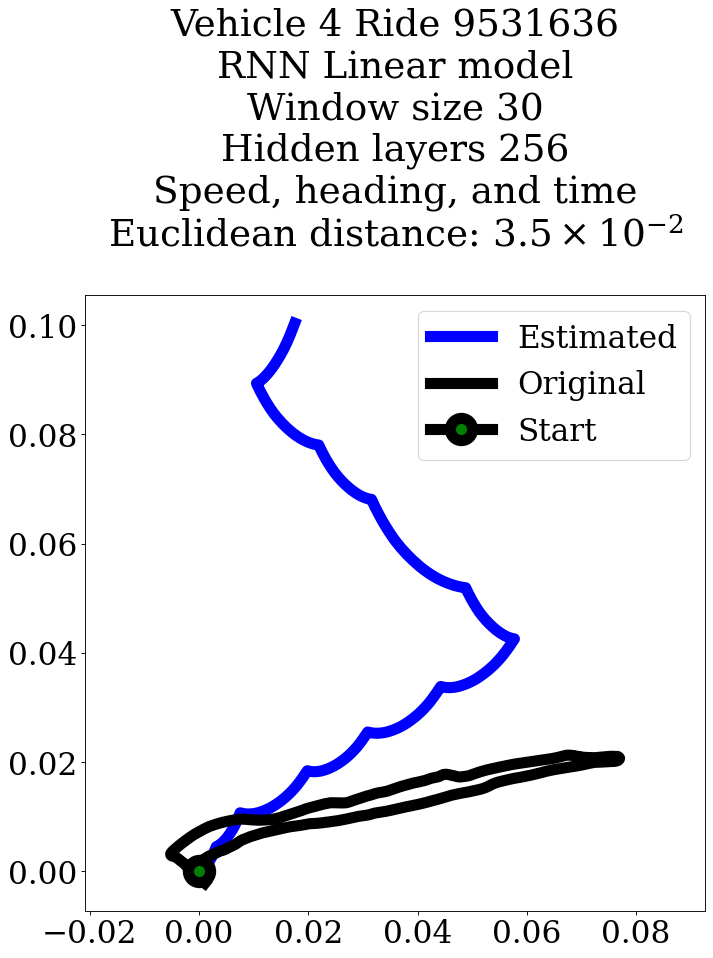 Vehicle 4 Ride 9531636
RNN Linear model
Window size 30
Hidden layers 256
Speed, heading, and time
Euclidean distance: 3.5 × 10⁻²
Estimated
Original
Start
0.10
0.08
0.06
0.04
0.02
0.00
−0.02 0.00 0.02 0.04 0.06 0.08